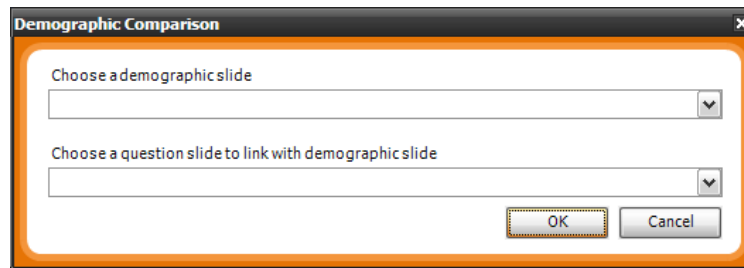 Demographic Comparison
Choose a demographic slide
Choose a question slide to link with demographic slide
OK Cancel